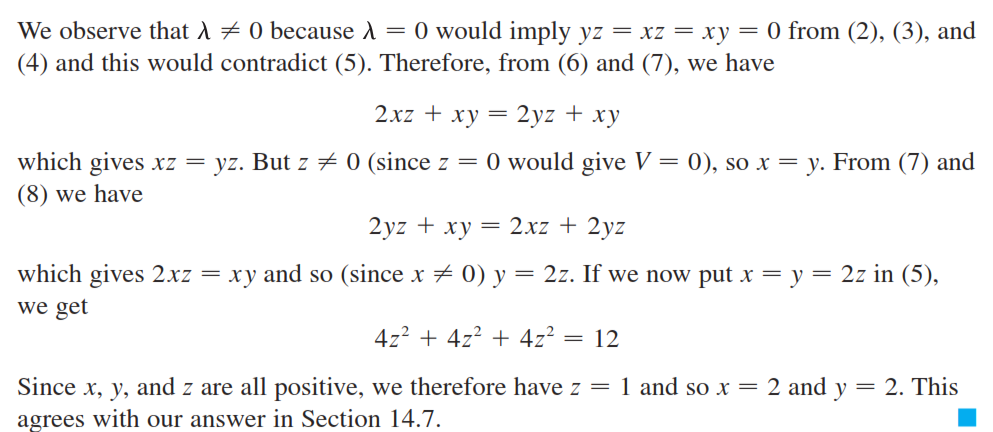 We observe that λ ≠ 0 because λ = 0 would imply yz = xz = xy = 0 from (2), (3), and
(4) and this would contradict (5). Therefore, from (6) and (7), we have
2xz + xy = 2yz + xy
which gives xz = yz. But z ≠ 0 (since z = 0 would give V = 0), so x = y. From (7) and
(8) we have
2yz + xy = 2xz + 2yz
which gives 2xz = xy and so (since x ≠ 0) y = 2z. If we now put x = y = 2z in (5),
we get
4z² + 4z² + 4z² = 12
Since x, y, and z are all positive, we therefore have z = 1 and so x = 2 and y = 2. This
agrees with our answer in Section 14.7.